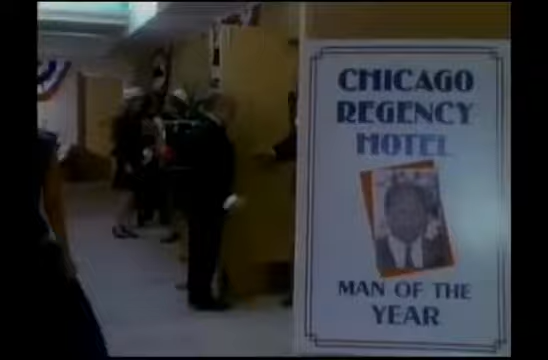 CHICAGO
REGENCY
HOTEL
MAN OF THE
YEAR